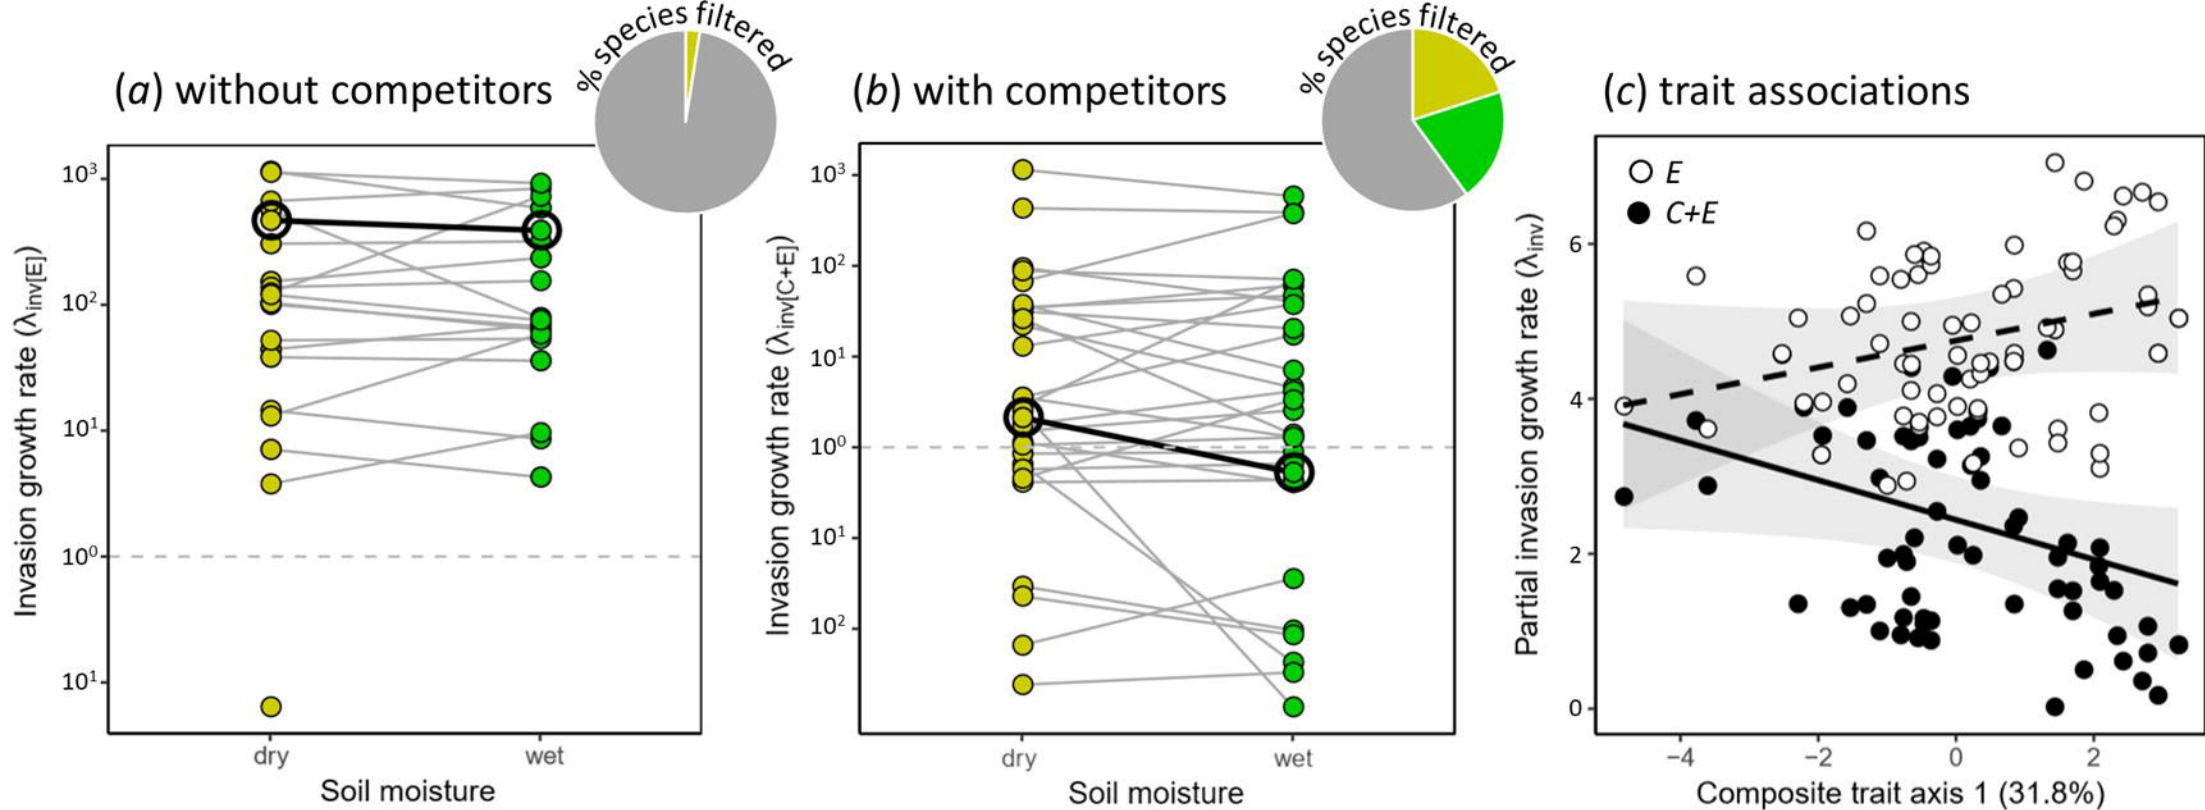 % species filtered
(a) without competitors
Invasion growth rate (λinv[E])
10³
10²
10¹
10⁰
10¹
dry
wet
Soil moisture
% species filtered
(b) with competitors
Invasion growth rate (λinv[C+E])
10³
10²
10¹
10⁰
10¹
10²
dry
wet
Soil moisture
(c) trait associations
E
C+E
Partial invasion growth rate (λinv)
6
4
2
0
−4
−2
0
2
Composite trait axis 1 (31.8%)